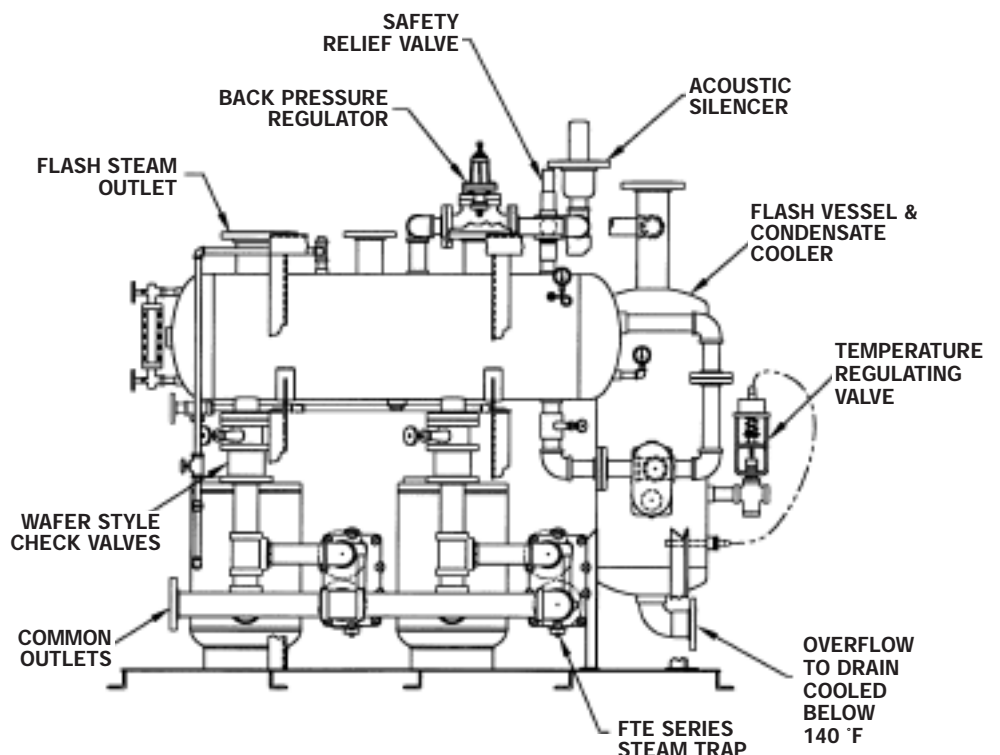 SAFETY
RELIEF VALVE
ACOUSTIC
SILENCER
BACK PRESSURE
REGULATOR
FLASH STEAM
OUTLET
FLASH VESSEL &
CONDENSATE
COOLER
TEMPERATURE
REGULATING
VALVE
WAFER STYLE
CHECK VALVES
COMMON
OUTLETS
OVERFLOW
TO DRAIN
COOLED
BELOW
140 °F
FTE SERIES
STEAM TRAP